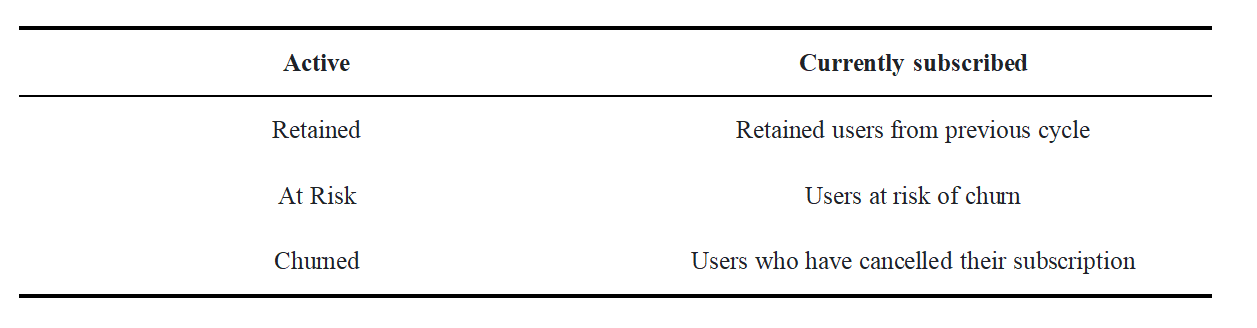 Active Currently subscribed
Retained Retained users from previous cycle
At Risk Users at risk of churn
Churned Users who have cancelled their subscription